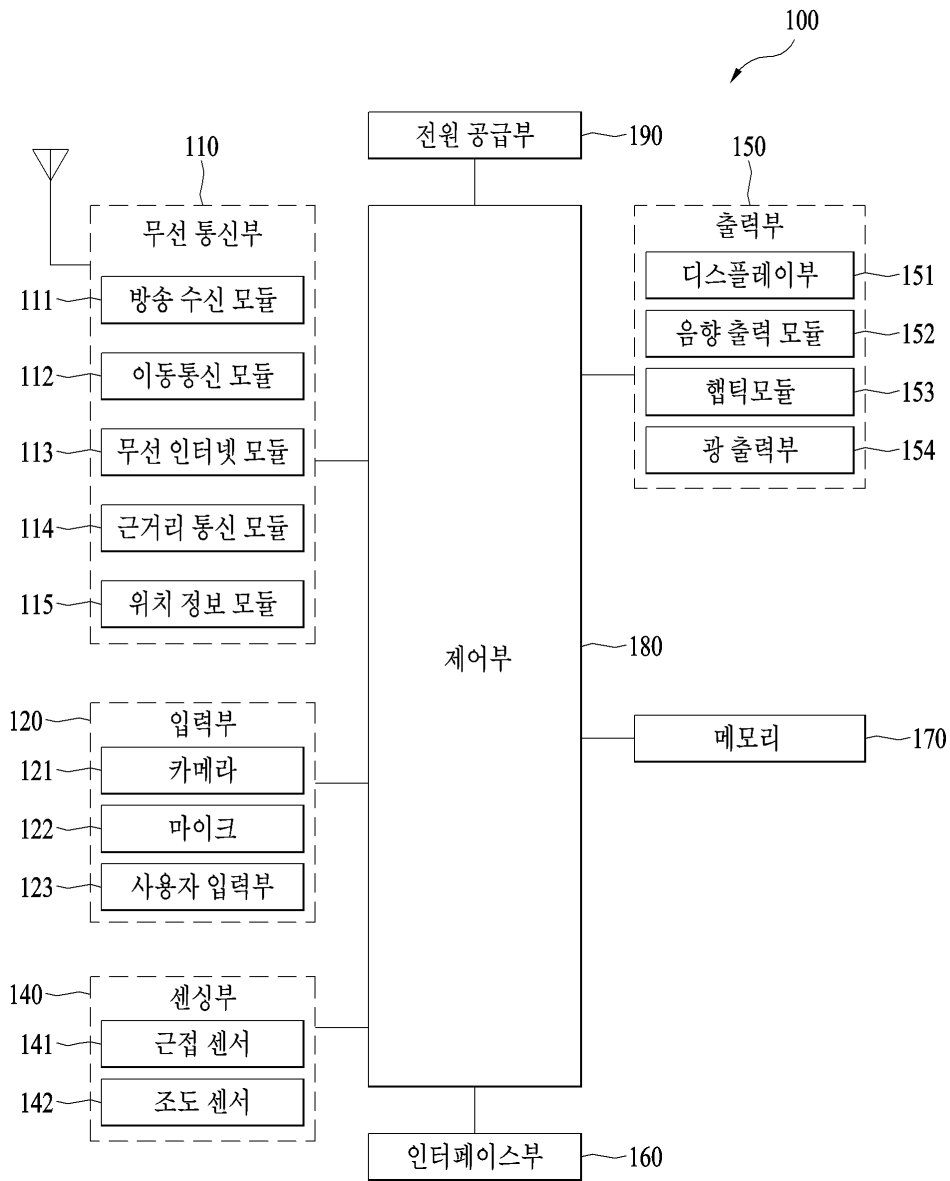 100
전원 공급부
190
110
150
무선 통신부
출력부
111
방송 수신 모듈
디스플레이부
151
음향 출력 모듈
152
112
이동통신 모듈
햅틱모듈
153
113
무선 인터넷 모듈
광 출력부
154
114
근거리 통신 모듈
115
위치 정보 모듈
제어부
180
120
입력부
메모리
170
121
카메라
122
마이크
123
사용자 입력부
140
센싱부
141
근접 센서
142
조도 센서
인터페이스부
160